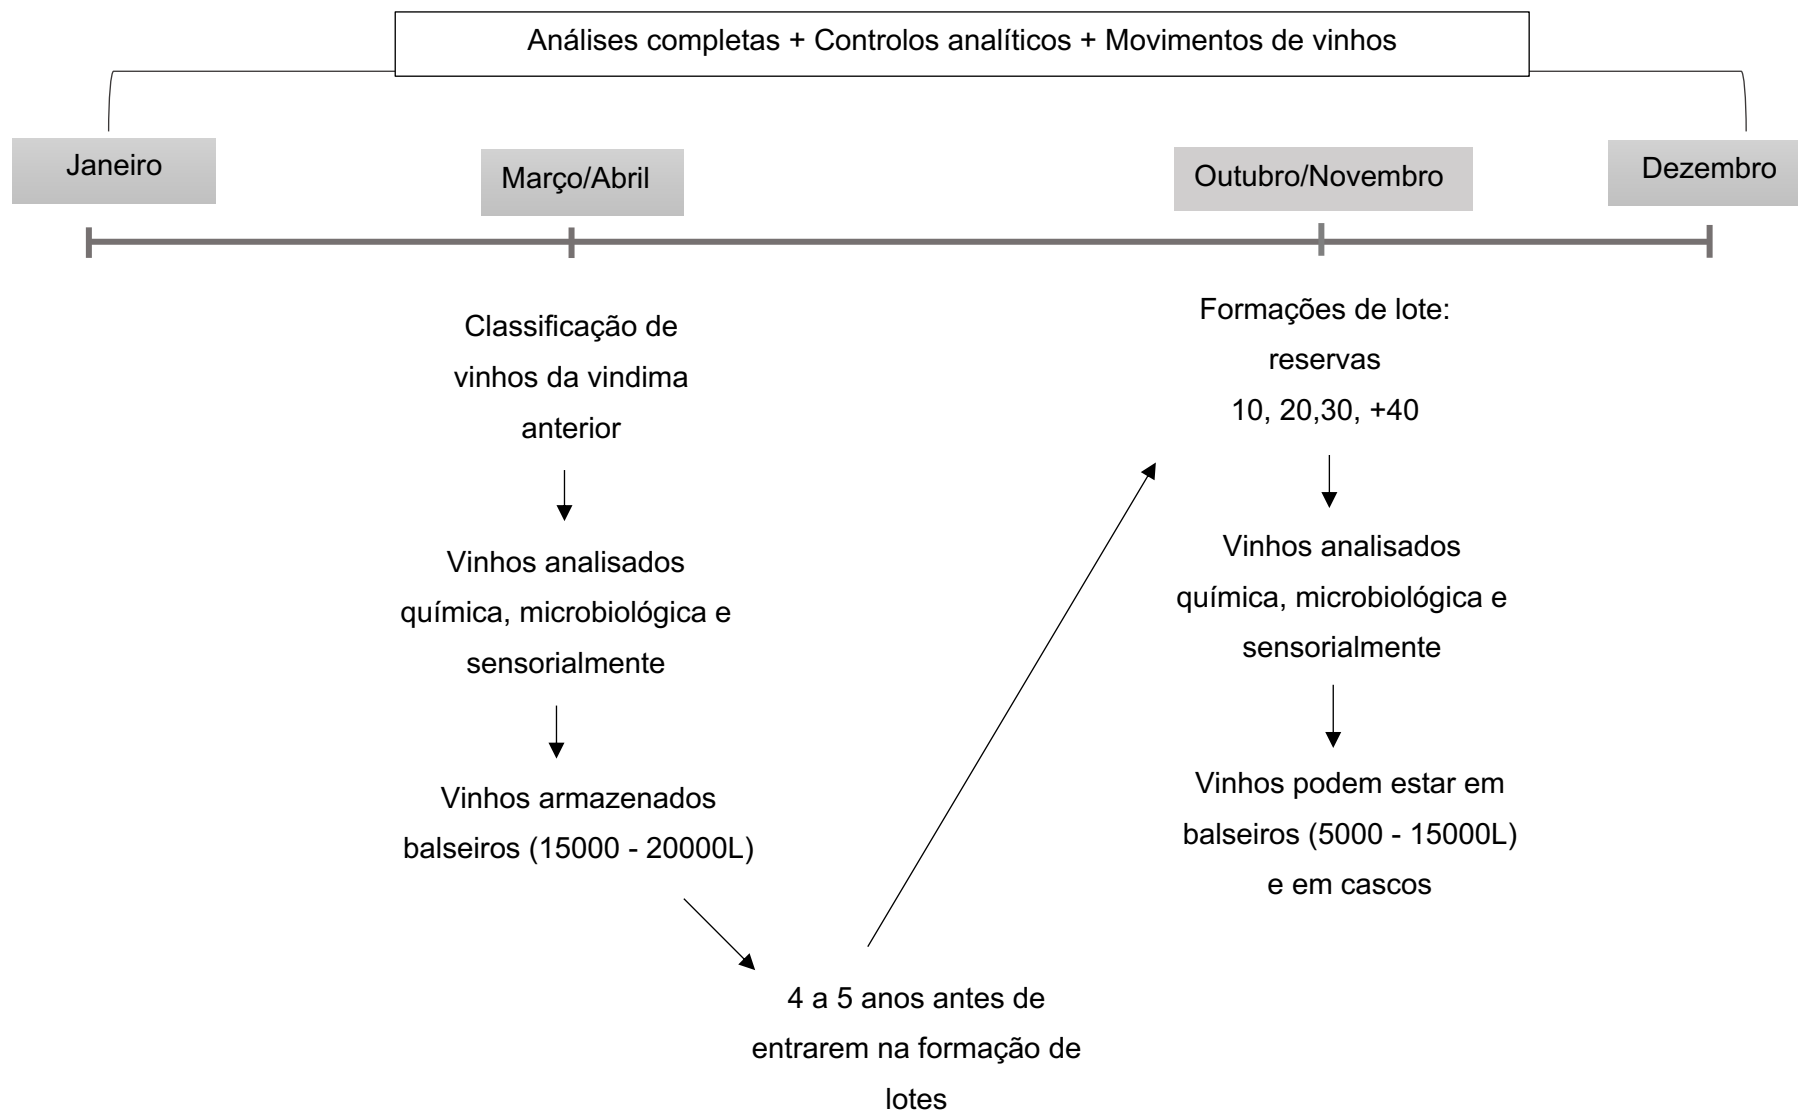 Análises completas + Controlos analíticos + Movimentos de vinhos
Janeiro
Março/Abril
Outubro/Novembro
Dezembro
Classificação de
vinhos da vindima
anterior
Vinhos analisados
química, microbiológica e
sensorialmente
Vinhos armazenados
balseiros (15000 - 20000L)
4 a 5 anos antes de
entrarem na formação de
lotes
Formações de lote:
reservas
10, 20,30, +40
Vinhos analisados
química, microbiológica e
sensorialmente
Vinhos podem estar em
balseiros (5000 - 15000L)
e em cascos